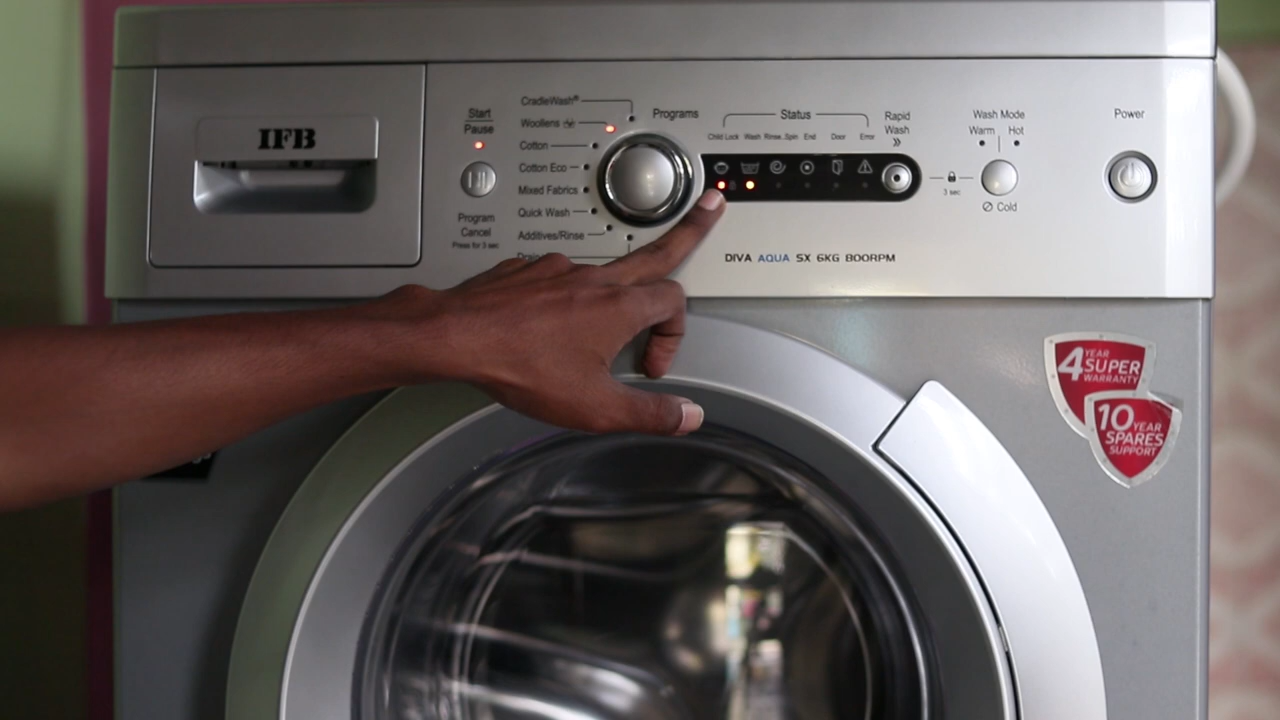 IFB
Start
Pause
Program
Cancel
Press for 3 sec
CradleWash®
Woollens
Cotton
Cotton Eco
Mixed Fabrics
Quick Wash
Additives/Rinse
Programs
Status
Child Lock Wash Rinse Spin End Door Error
Rapid
Wash
Wash Mode
Warm Hot
3 sec
Cold
Power
DIVA AQUA SX 6KG 800RPM
4 YEAR
SUPER
WARRANTY
10 YEAR
SPARES
SUPPORT